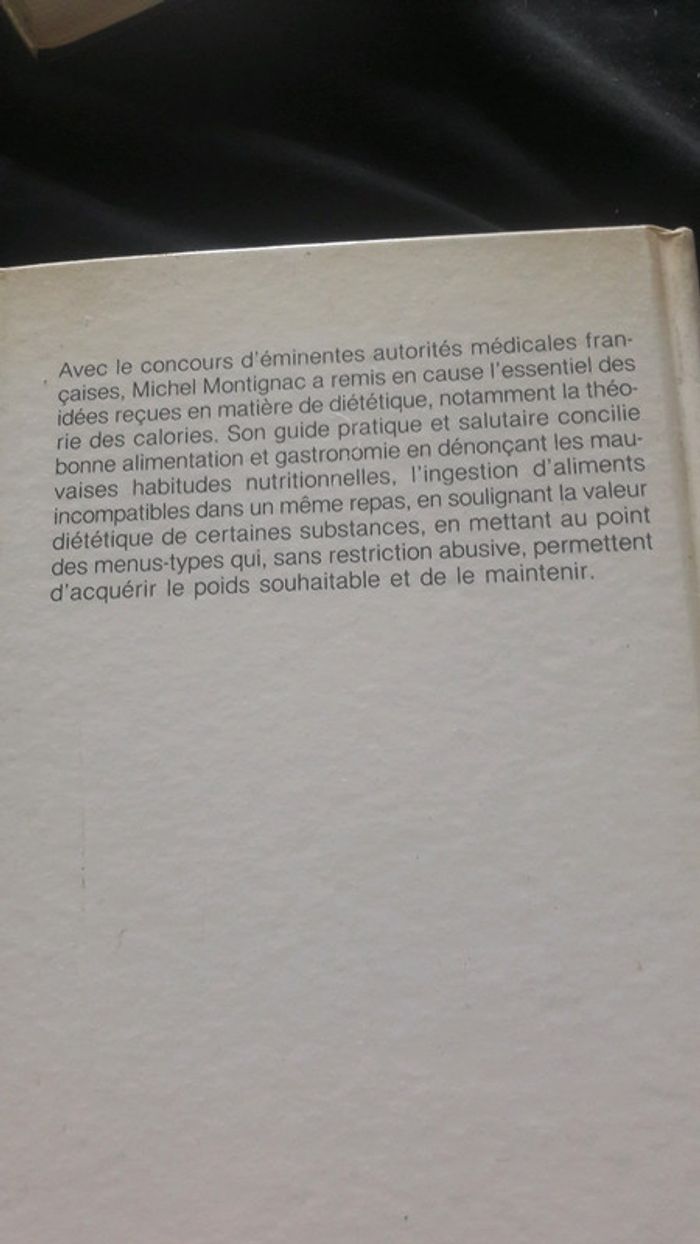 Avec le concours d'éminentes autorités médicales fran-
çaises, Michel Montignac a remis en cause l'essentiel des
idées reçues en matière de diététique, notamment la théo-
rie des calories. Son guide pratique et salutaire concilie
bonne alimentation et gastronomie en dénonçant les mau-
vaises habitudes nutritionnelles, l'ingestion d'aliments
incompatibles dans un même repas, en soulignant la valeur
diététique de certaines substances, en mettant au point
des menus-types qui, sans restriction abusive, permettent
d'acquérir le poids souhaitable et de le maintenir.